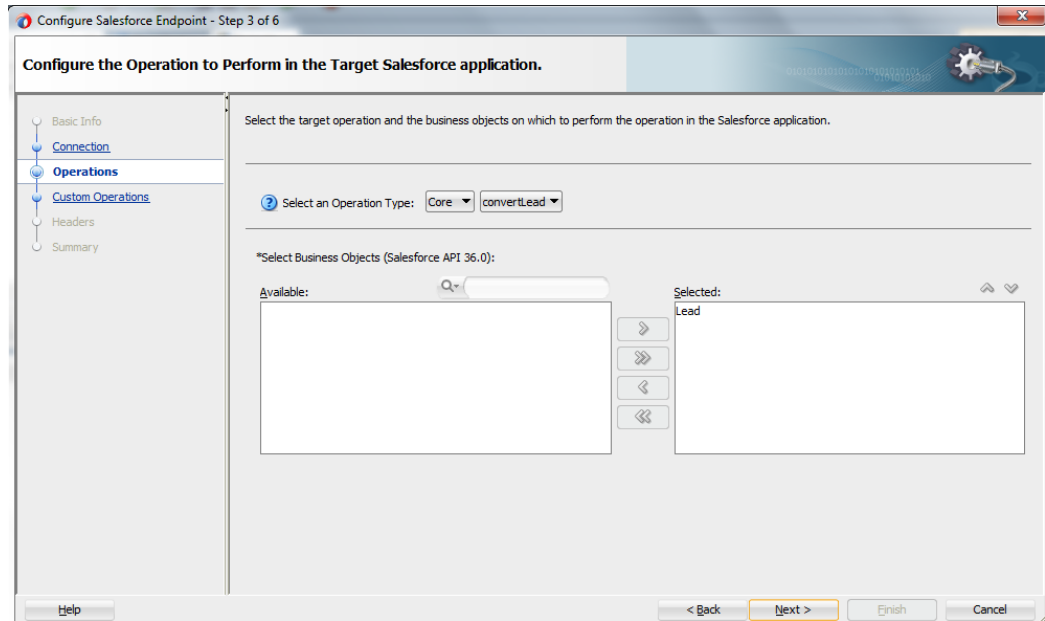 Configure Salesforce Endpoint - Step 3 of 6
Configure the Operation to Perform in the Target Salesforce application.
Basic Info
Connection
Operations
Custom Operations
Headers
Summary
Select the target operation and the business objects on which to perform the operation in the Salesforce application.
Select an Operation Type: Core convertLead
*Select Business Objects (Salesforce API 36.0):
Available:
Selected:
Lead
Help
< Back
Next >
Finish
Cancel